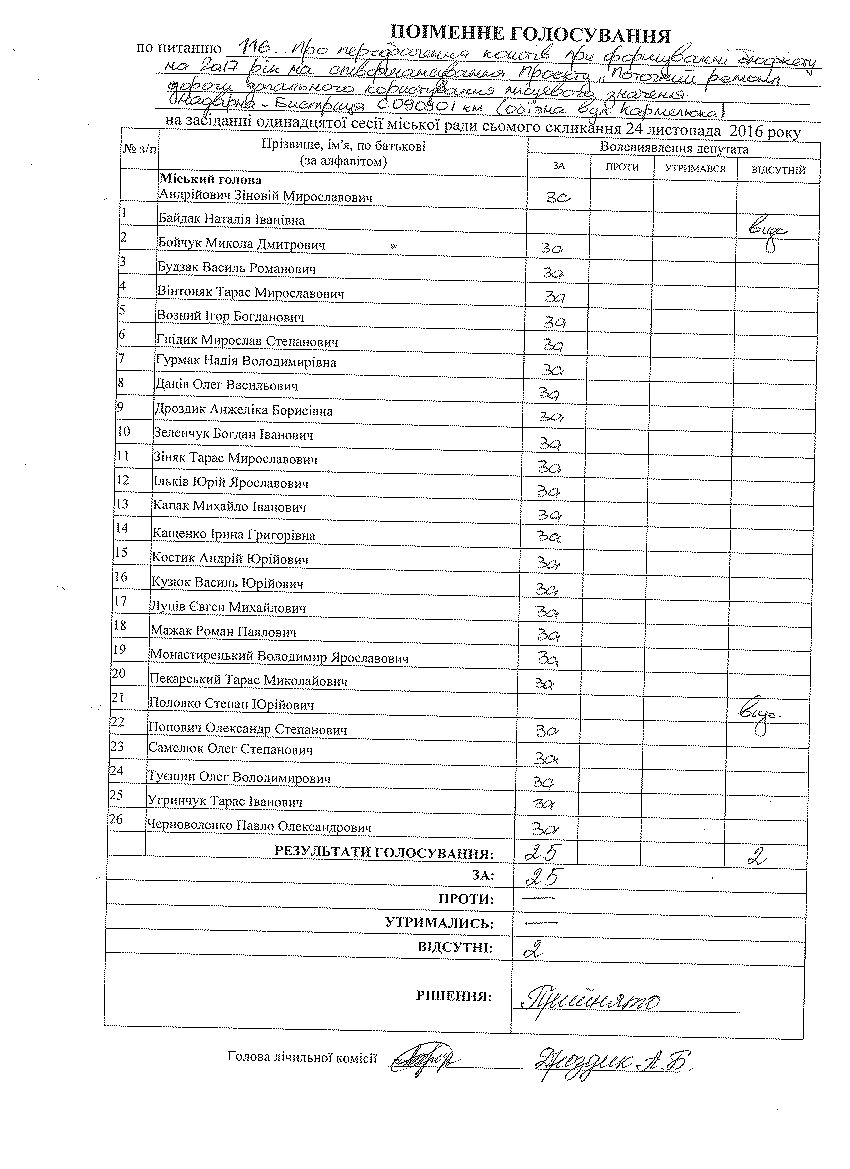 ПОІМЕННЕ ГОЛОСУВАННЯ
по питанню 116. Про передбачення коштів при формуванні бюджету
на 2017 рік на співфінансування Проекту „Поточний ремонт
дороги загального користування місцевого значення
Надвірна - Бистриця С 090901 км (об'їзна вул. Кармелюка)
на засіданні одинадцятої сесії міської ради сьомого скликання 24 листопада 2016 року
№ з/п Прізвище, ім'я, по батькові (за алфавітом) Волевиявлення депутата
ЗА ПРОТИ УТРИМАВСЯ ВІДСУТНІЙ
Міський голова
Андрійович Зіновій Мирославович за
1 Байдак Наталія Іванівна відс
2 Бойчук Микола Дмитрович за
3 Будзак Василь Романович за
4 Вінтоняк Тарас Мирославович за
5 Возний Ігор Богданович за
6 Гнідик Мирослав Степанович за
7 Гурмак Надія Володимирівна за
8 Данів Олег Васильович за
9 Дроздик Анжеліка Борисівна за
10 Зеленчук Богдан Іванович за
11 Зіняк Тарас Мирославович за
12 Ільків Юрій Ярославович за
13 Капак Михайло Іванович за
14 Кащенко Ірина Григорівна за
15 Костик Андрій Юрійович за
16 Кузюк Василь Юрійович за
17 Луців Євген Михайлович за
18 Мажак Роман Павлович за
19 Монастирецький Володимир Ярославович за
20 Пекарський Тарас Миколайович за
21 Половко Степан Юрійович відс.
22 Попович Олександр Степанович за
23 Самелюк Олег Степанович за
24 Туєшин Олег Володимирович за
25 Угринчук Тарас Іванович за
26 Черноволенко Павло Олександрович за
РЕЗУЛЬТАТИ ГОЛОСУВАННЯ: 25 2
ЗА: 25
ПРОТИ: —
УТРИМАЛИСЬ: —
ВІДСУТНІ: 2
РІШЕННЯ: Прийнято
Голова лічильної комісії Дроздик А.Б.